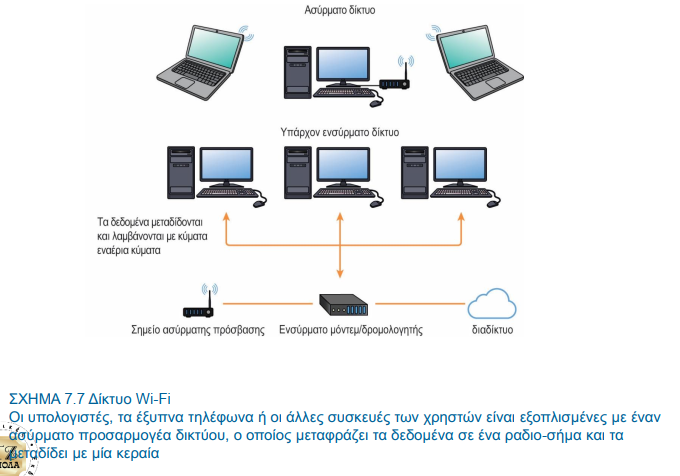 Ασύρματο δίκτυο
Υπάρχον ενσύρματο δίκτυο
Τα δεδομένα μεταδίδονται
και λαμβάνονται με κύματα
εναέρια κύματα
Σημείο ασύρματης πρόσβασης
Ενσύρματο μόντεμ/δρομολογητής
διαδίκτυο
ΣΧΗΜΑ 7.7 Δίκτυο Wi-Fi
Οι υπολογιστές, τα έξυπνα τηλέφωνα ή οι άλλες συσκευές των χρηστών είναι εξοπλισμένες με έναν
ασύρματο προσαρμογέα δικτύου, ο οποίος μεταφράζει τα δεδομένα σε ένα ραδιο-σήμα και τα
μεταδίδει με μία κεραία